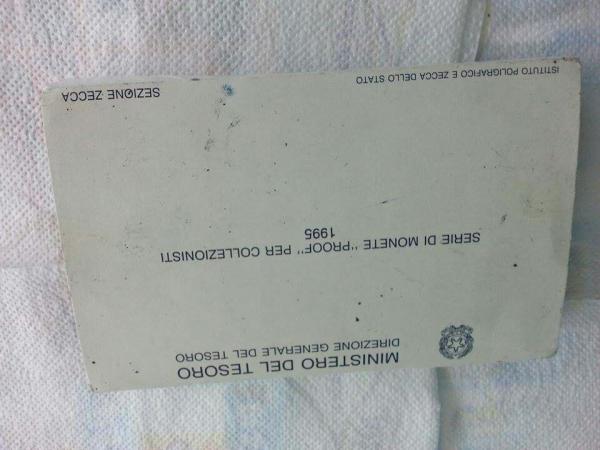 MINISTERO DEL TESORO
DIREZIONE GENERALE DEL TESORO
SERIE DI MONETE "PROOF" PER COLLEZIONISTI
1995
ISTITUTO POLIGRAFICO E ZECCA DELLO STATO
SEZIONE ZECCA